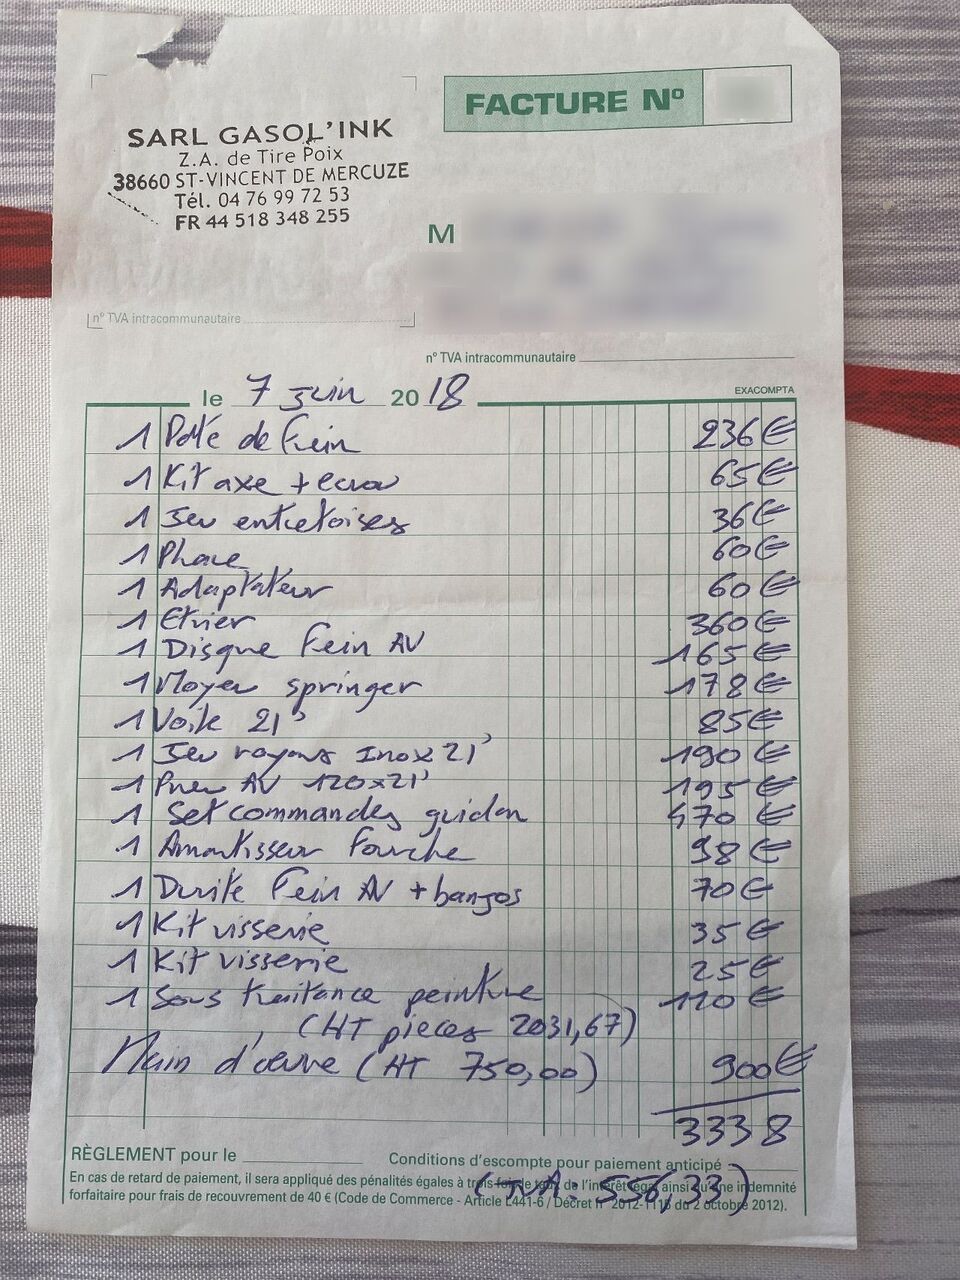 FACTURE Nº
SARL GASOL'INK
Z.A. de Tire Poix
38660 ST-VINCENT DE MERCUZE
Tél. 04 76 99 72 53
FR 44 518 348 255
M
n° TVA intracommunautaire
n° TVA intracommunautaire
EXACOMPTA
le 7 Juin 2018
1 Patte de frein 236€
1 Kit axe + ecrou 65€
1 Jeu entretoises 36€
1 Phare 60€
1 Adaptateur 60€
1 Etrier 360€
1 Disque Frein AV 165€
1 Moyeu springer 178€
1 Voile 21' 85€
1 Jeu rayons Inox 21' 190€
1 Pneu AV 120x21' 195€
1 Set commandes guidon 470€
1 Amortisseur Fourche 98€
1 Durite Frein AV + banjos 70€
1 Kit visserie 35€
1 Kit visserie 25€
1 Sous traitance peinture 110€
(HT pieces 2031,67)
Main d'œuvre (HT 750,00) 900€
3338
RÈGLEMENT pour le
Conditions d'escompte pour paiement anticipé
(TVA: 556,33)
En cas de retard de paiement, il sera appliqué des pénalités égales à trois fois le taux de l'intérêt légal ainsi qu'une indemnité
forfaitaire pour frais de recouvrement de 40 € (Code de Commerce - Article L441-6 / Décret n° 2012-1115 du 2 octobre 2012).